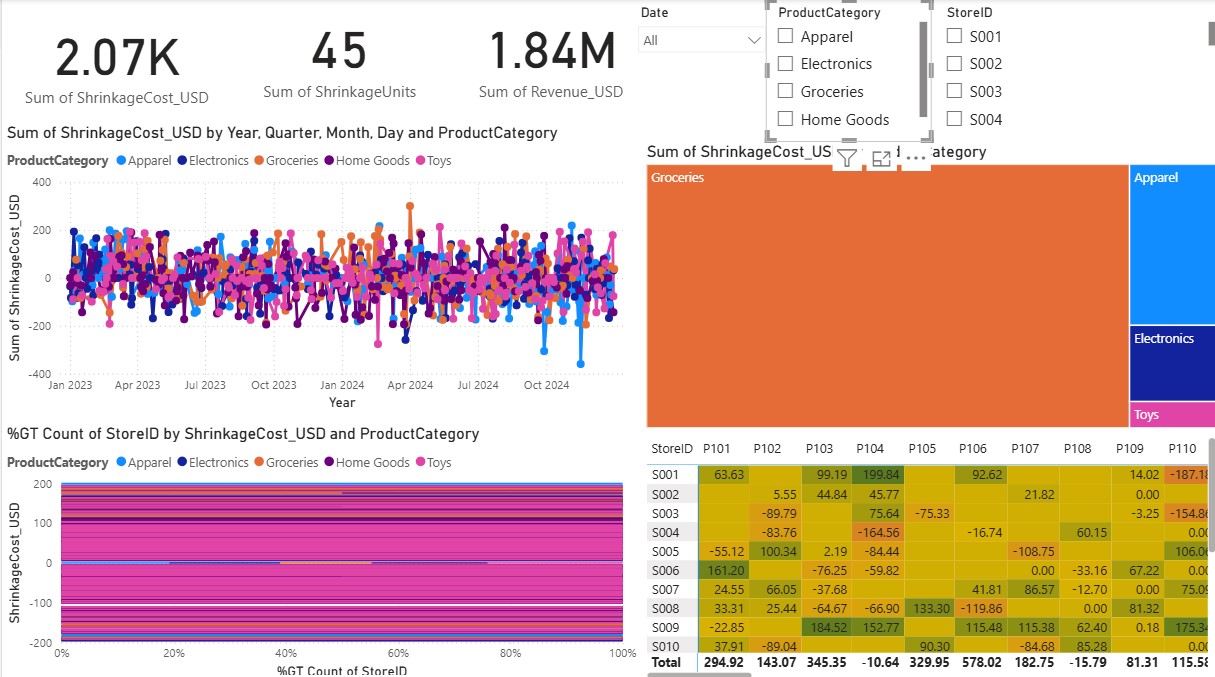 2.07K
Sum of ShrinkageCost_USD
45
Sum of ShrinkageUnits
1.84M
Sum of Revenue_USD
Date
All
ProductCategory
Apparel
Electronics
Groceries
Home Goods
StoreID
S001
S002
S003
S004
Sum of ShrinkageCost_USD by Year, Quarter, Month, Day and ProductCategory
ProductCategory Apparel Electronics Groceries Home Goods Toys
Sum of ShrinkageCost_USD
400
200
0
-200
-400
Jan 2023 Apr 2023 Jul 2023 Oct 2023 Jan 2024 Apr 2024 Jul 2024 Oct 2024
Year
Sum of ShrinkageCost_US
ategory
Groceries
Apparel
Electronics
Toys
%GT Count of StoreID by ShrinkageCost_USD and ProductCategory
ProductCategory Apparel Electronics Groceries Home Goods Toys
ShrinkageCost_USD
200
100
0
-100
-200
0% 20% 40% 60% 80% 100%
%GT Count of StoreID
StoreID P101 P102 P103 P104 P105 P106 P107 P108 P109 P110
S001 63.63 99.19 199.84 92.62 14.02 -187.18
S002 5.55 44.84 45.77 21.82 0.00
S003 -89.79 75.64 -75.33 -3.25 -154.86
S004 -83.76 -164.56 -16.74 60.15 0.00
S005 -55.12 100.34 2.19 -84.44 -108.75 106.06
S006 161.20 -76.25 -59.82 0.00 -33.16 67.22 0.00
S007 24.55 66.05 -37.68 41.81 86.57 -12.70 0.00 75.09
S008 33.31 25.44 -64.67 -66.90 133.30 -119.86 0.00 81.32
S009 -22.85 184.52 152.77 115.48 115.38 62.40 0.18 175.34
S010 37.91 -89.04 90.30 -84.68 85.28 0.00
Total 294.92 143.07 345.35 -10.64 329.95 578.02 182.75 -15.79 81.31 115.58